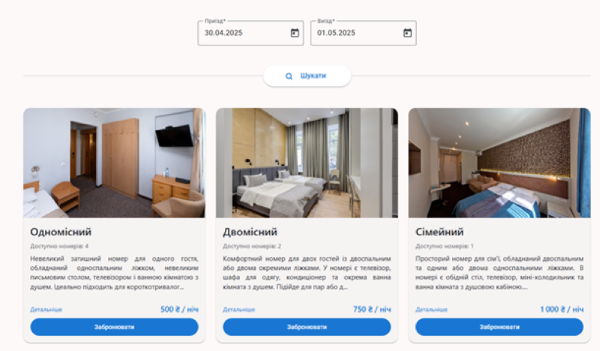 Приїзд*
Виїзд*
30.04.2025
01.05.2025
Шукати
Одномісний
Доступно номерів: 4
Невеликий затишний номер для одного гостя,
обладнаний односпальним ліжком, невеликим
письмовим столом, телевізором і ванною кімнатою з
душем. Ідеально підходить для короткотривалог...
Детальніше
500 ₴ / ніч
Забронювати
Двомісний
Доступно номерів: 2
Комфортний номер для двох гостей із двоспальним
або двома окремими ліжками. У номері є телевізор,
шафа для одягу, кондиціонер та окрема ванна
кімната з душем. Підійде для пар або д...
Детальніше
750 ₴ / ніч
Забронювати
Сімейний
Доступно номерів: 1
Просторий номер для сім'ї, обладнаний двоспальним
та одним або двома односпальними ліжками. В
номері є обідній стіл, телевізор, міні-холодильник та
ванна кімната з душовою кабіною....
Детальніше
1 000 ₴ / ніч
Забронювати